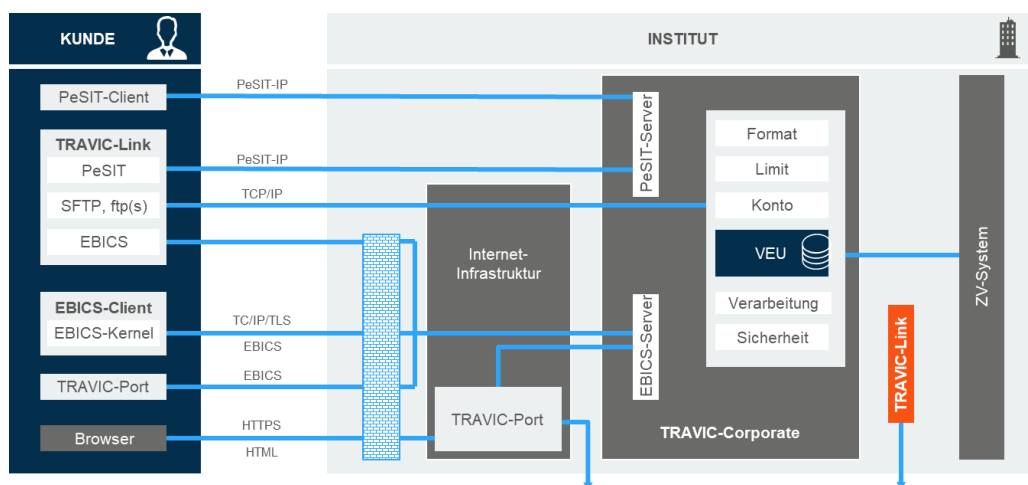 KUNDE
INSTITUT
PeSIT-Client
TRAVIC-Link
PeSIT
SFTP, ftp(s)
EBICS
EBICS-Client
EBICS-Kernel
TRAVIC-Port
Browser
PeSIT-IP
PeSIT-IP
TCP/IP
TC/IP/TLS
EBICS
EBICS
HTTPS
HTML
Internet-
Infrastruktur
TRAVIC-Port
PeSIT-Server
EBICS-Server
Format
Limit
Konto
VEU
Verarbeitung
Sicherheit
TRAVIC-Corporate
TRAVIC-Link
ZV-System